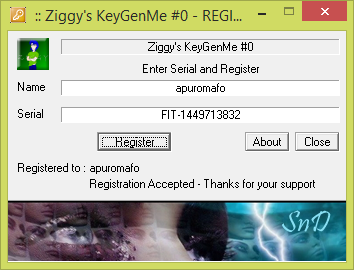 :: Ziggy's KeyGenMe #0 - REGI...
Ziggy's KeyGenMe #0
Enter Serial and Register
Name apuromafo
Serial FIT-1449713832
Register About Close
Registered to : apuromafo
Registration Accepted - Thanks for your support
SnD